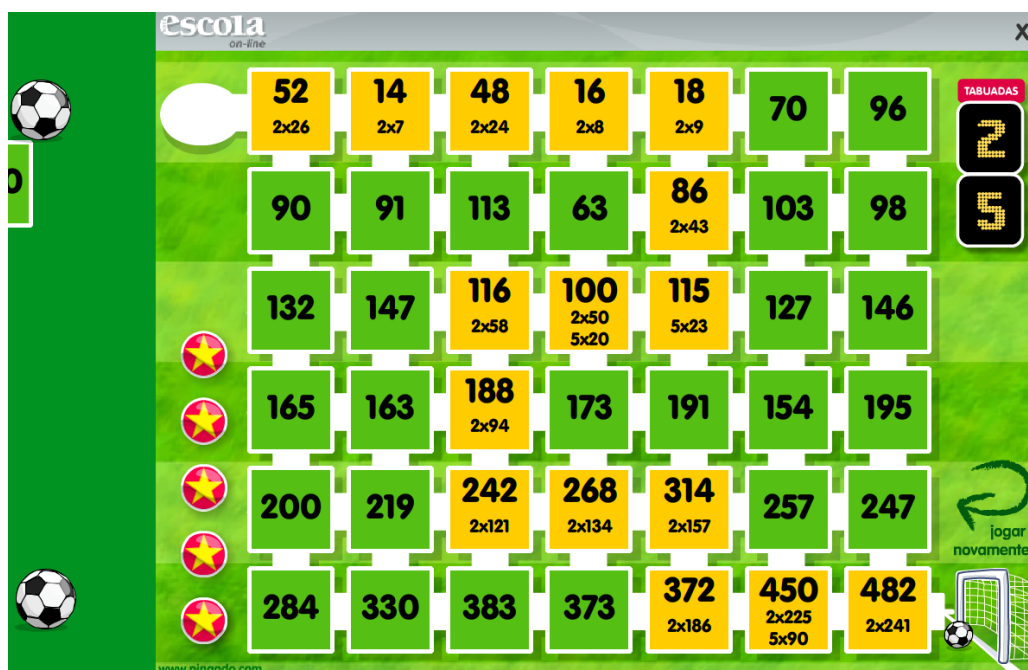 escola
on-line
X
TABUADAS
2
5
52 14 48 16 18 70 96
2x26 2x7 2x24 2x8 2x9
90 91 113 63 86 103 98
2x43
132 147 116 100 115 127 146
2x58 2x50 5x23
5x20
165 163 188 173 191 154 195
2x94
200 219 242 268 314 257 247
2x121 2x134 2x157
284 330 383 373 372 450 482
2x186 2x225 2x241
5x90
0
jogar
novamente